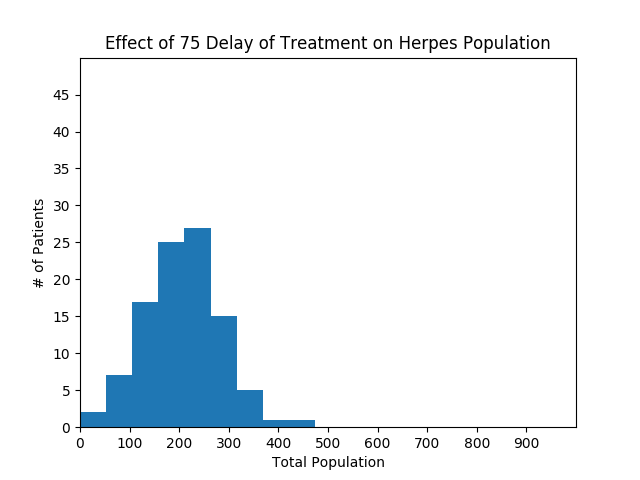 Effect of 75 Delay of Treatment on Herpes Population
45
40
35
30
25
20
15
10
5
0
# of Patients
0 100 200 300 400 500 600 700 800 900
Total Population